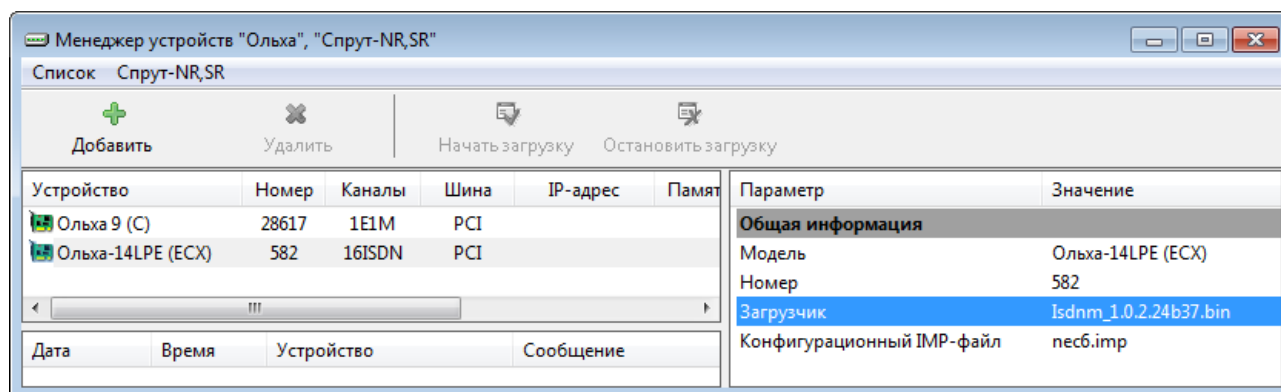 Менеджер устройств "Ольха", "Спрут-NR,SR"
Список Спрут-NR,SR
Добавить Удалить Начать загрузку Остановить загрузку
Устройство Номер Каналы Шина IP-адрес Памят
Ольха 9 (C) 28617 1E1M PCI
Ольха-14LPE (ECX) 582 16ISDN PCI
Дата Время Устройство Сообщение
Параметр Значение
Общая информация
Модель Ольха-14LPE (ECX)
Номер 582
Загрузчик Isdnm_1.0.2.24b37.bin
Конфигурационный IMP-файл nec6.imp